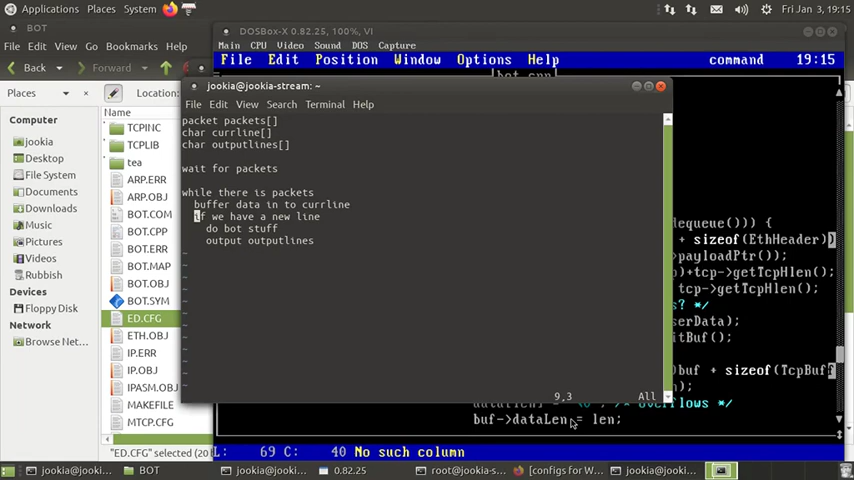 Applications Places System Fri Jan 3, 19:15
BOT
DOSBox-X 0.82.25, 100%, VI
File Edit View Go Bookmarks H
Main CPU Video Sound DOS Capture
File Edit Position Window Options Help command 19:15
Back Forward
bot.cpp
jookia@jookia-stream: ~
Places Location:
File Edit View Search Terminal Help
Name
Computer
jookia
Desktop
File System
Documents
Downloads
Music
Pictures
Videos
Rubbish
Devices
Floppy Disk
Network
Browse Net...
TCPINC
TCPLIB
tea
ARP.ERR
ARP.OBJ
BOT.COM
BOT.CPP
BOT.ERR
BOT.MAP
BOT.OBJ
BOT.SYM
ED.CFG
ETH.OBJ
IP.ERR
IP.OBJ
IPASM.OBJ
MAKEFILE
MTCP.CFG
"ED.CFG" selected (20
packet packets[]
char currline[]
char outputlines[]
wait for packets
while there is packets
buffer data in to currline
if we have a new line
do bot stuff
output outputlines
~
~
~
~
~
~
~
~
~
~
~
~
9,3 All
dequeue())) {
+ sizeof(EthHeader))
>payloadPtr());
p)+tcp->getTcpHlen();
tcp->getTcpHlen();
s? */
serData);
itBuf();
)buf + sizeof(TcpBuff
n);
overflows */
buf->dataLen = len;
L: 69 C: 40 No such column
jookia@jooki... BOT jookia@jooki... 0.82.25 root@jookia-s... [configs for W... jookia@jooki...